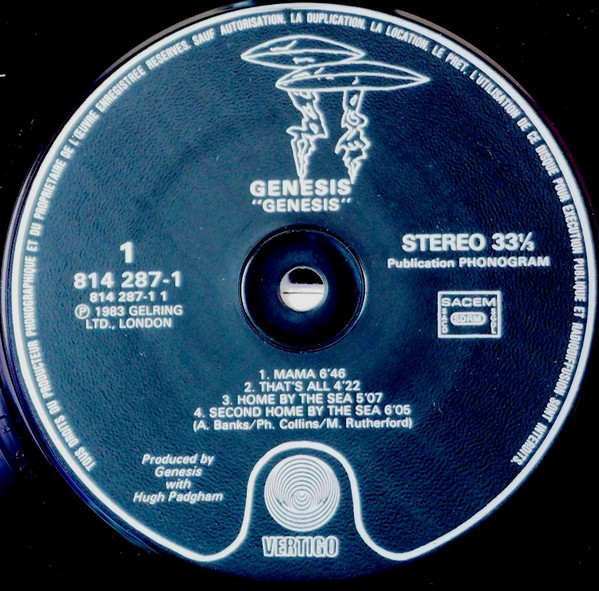 TOUS DROITS DU PRODUCTEUR PHONOGRAPHIQUE ET DU PROPRIETAIRE DE L'ŒUVRE ENREGISTREE RESERVES. SAUF AUTORISATION, LA DUPLICATION, LA LOCATION, LE PRET, L'UTILISATION DE CE DISQUE POUR EXECUTION PUBLIQUE ET RADIODIFFUSION SONT INTERDITS.
GENESIS
"GENESIS"
1
814 287-1
814 287-1 1
℗ 1983 GELRING
LTD., LONDON
STEREO 33⅓
Publication PHONOGRAM
SACEM
SACD
SDRM
SGDL
1. MAMA 6'46
2. THAT'S ALL 4'22
3. HOME BY THE SEA 5'07
4. SECOND HOME BY THE SEA 6'05
(A. Banks/Ph. Collins/M. Rutherford)
Produced by
Genesis
with
Hugh Padgham
VERTIGO